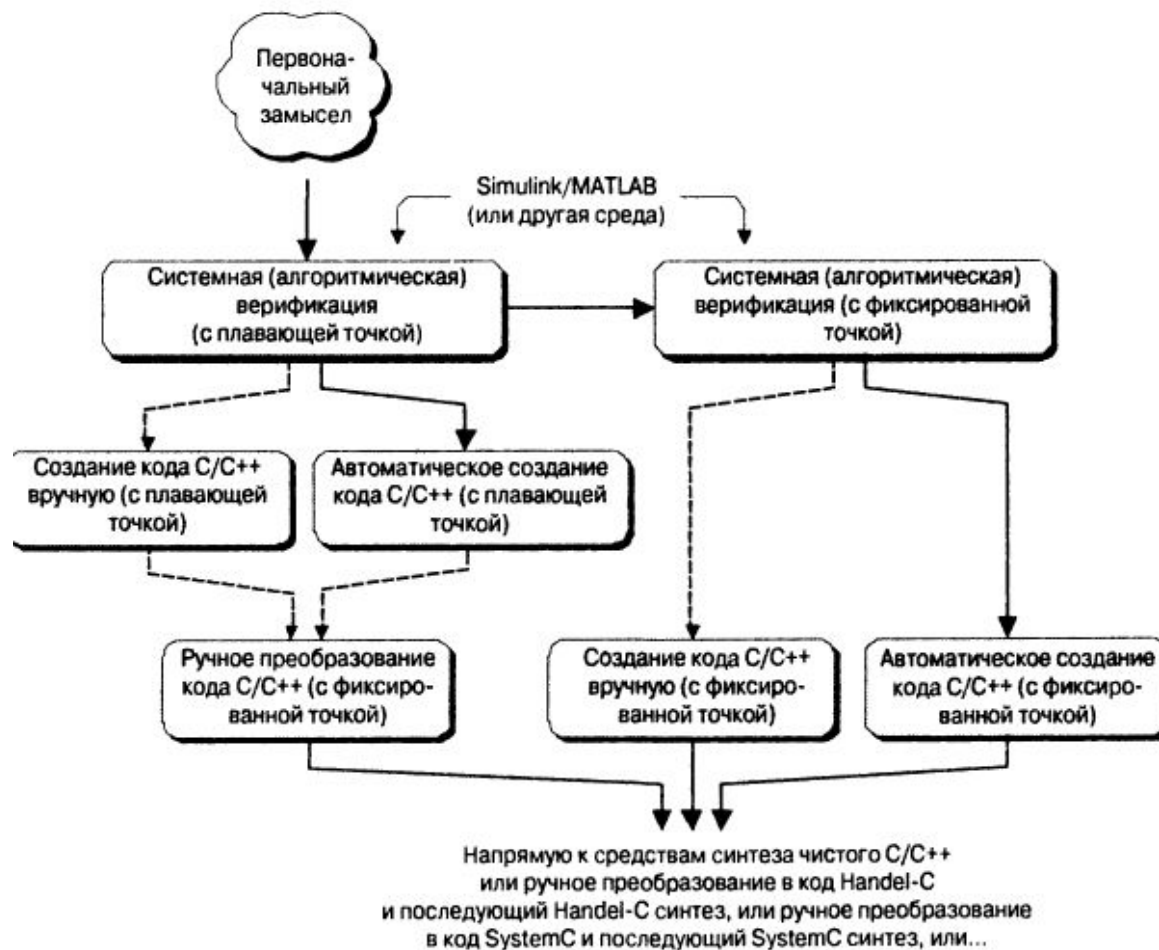 Первона-
чальный
замысел
Simulink/MATLAB
(или другая среда)
Системная (алгоритмическая)
верификация
(с плавающей точкой)
Системная (алгоритмическая)
верификация (с фиксированной
точкой)
Создание кода C/C++
вручную (с плавающей
точкой)
Автоматическое создание
кода C/C++ (с плавающей
точкой)
Ручное преобразование
кода C/C++ (с фиксиро-
ванной точкой)
Создание кода C/C++
вручную (с фиксиро-
ванной точкой)
Автоматическое создание
кода C/C++ (с фиксиро-
ванной точкой)
Напрямую к средствам синтеза чистого C/C++
или ручное преобразование в код Handel-C
и последующий Handel-C синтез, или ручное преобразование
в код SystemC и последующий SystemC синтез, или...